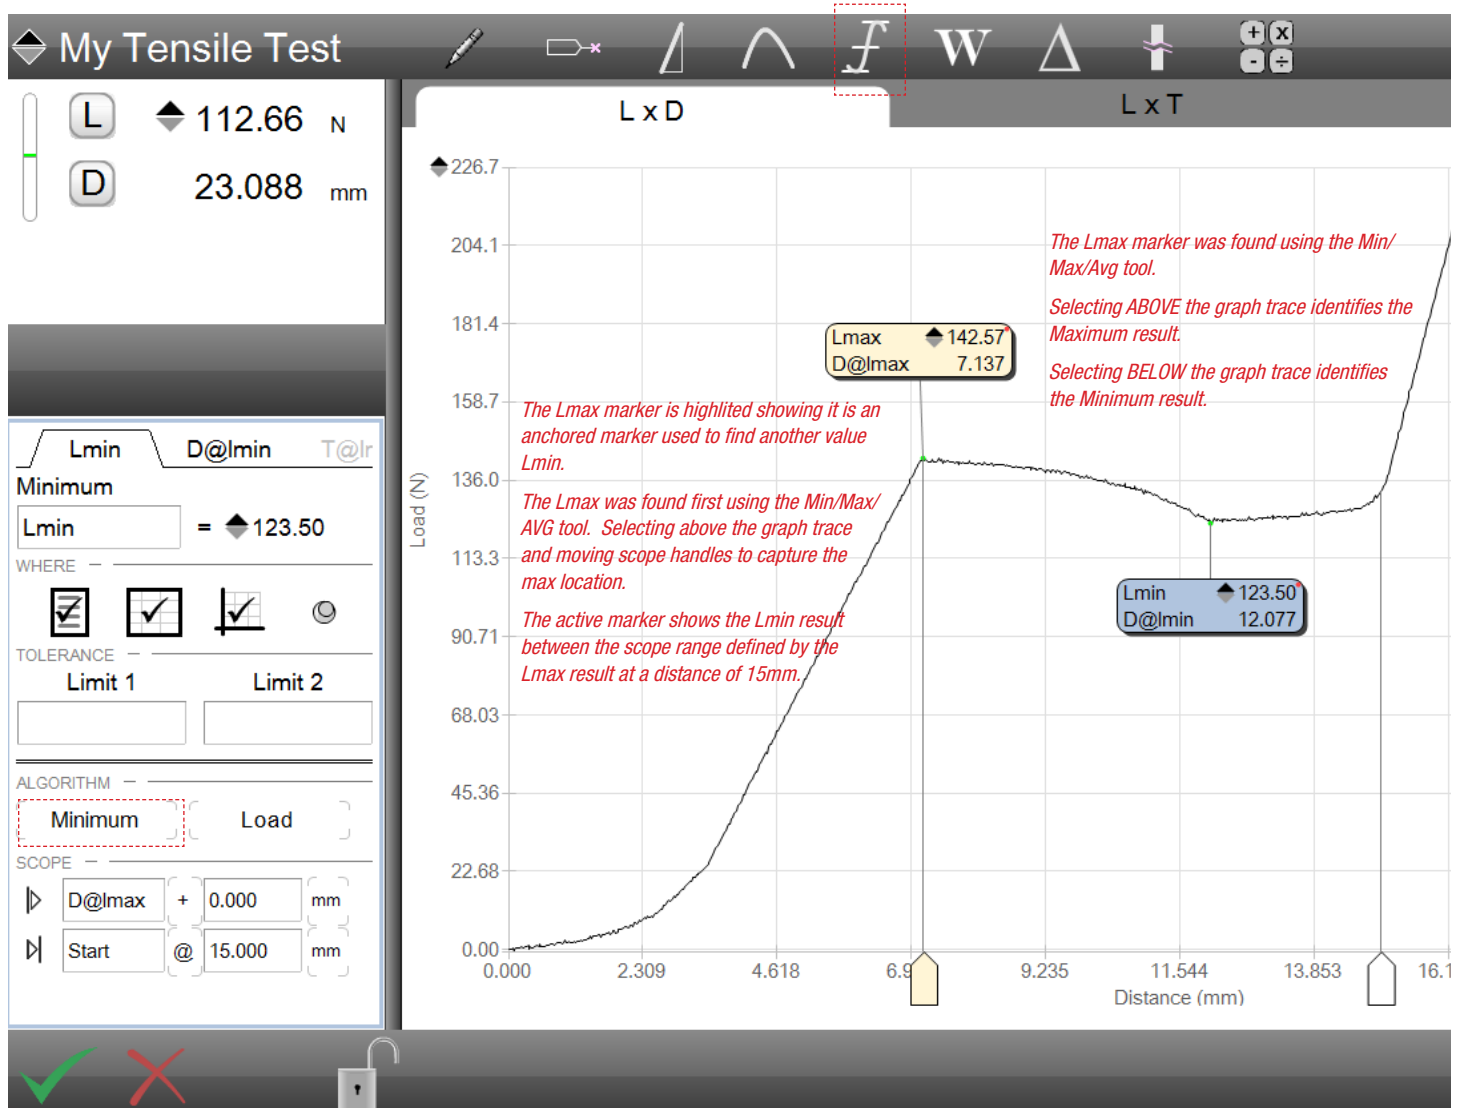 My Tensile Test
W
+ x
- ÷
L 112.66 N
D 23.088 mm
L x D
L x T
Lmin D@lmin T@lr
Minimum
Lmin = 123.50
WHERE
TOLERANCE
Limit 1 Limit 2
ALGORITHM
Minimum Load
SCOPE
D@lmax + 0.000 mm
Start @ 15.000 mm
226.7
204.1
181.4
158.7
136.0
113.3
90.71
68.03
45.36
22.68
0.00
Load (N)
0.000 2.309 4.618 6.9 9.235 11.544 13.853 16.1
Distance (mm)
Lmax 142.57
D@lmax 7.137
The Lmax marker was found using the Min/
Max/Avg tool.
Selecting ABOVE the graph trace identifies the
Maximum result.
Selecting BELOW the graph trace identifies
the Minimum result.
The Lmax marker is highlited showing it is an
anchored marker used to find another value
Lmin.
The Lmax was found first using the Min/Max/
AVG tool. Selecting above the graph trace
and moving scope handles to capture the
max location.
The active marker shows the Lmin result
between the scope range defined by the
Lmax result at a distance of 15mm.
Lmin 123.50
D@lmin 12.077